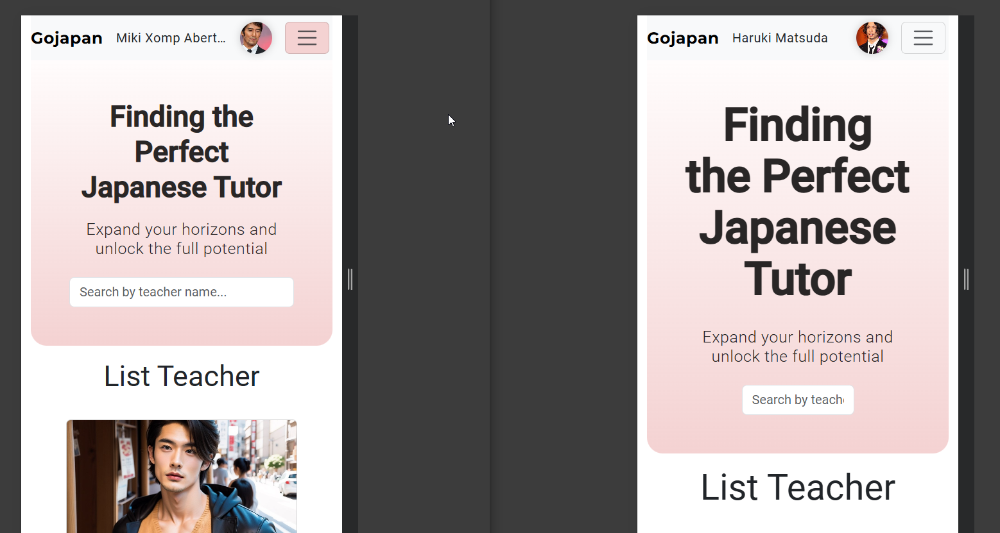 Gojapan Miki Xomp Abert...
Finding the
Perfect
Japanese Tutor
Expand your horizons and
unlock the full potential
Search by teacher name...
List Teacher
Gojapan Haruki Matsuda
Finding
the Perfect
Japanese
Tutor
Expand your horizons and
unlock the full potential
Search by teach
List Teacher